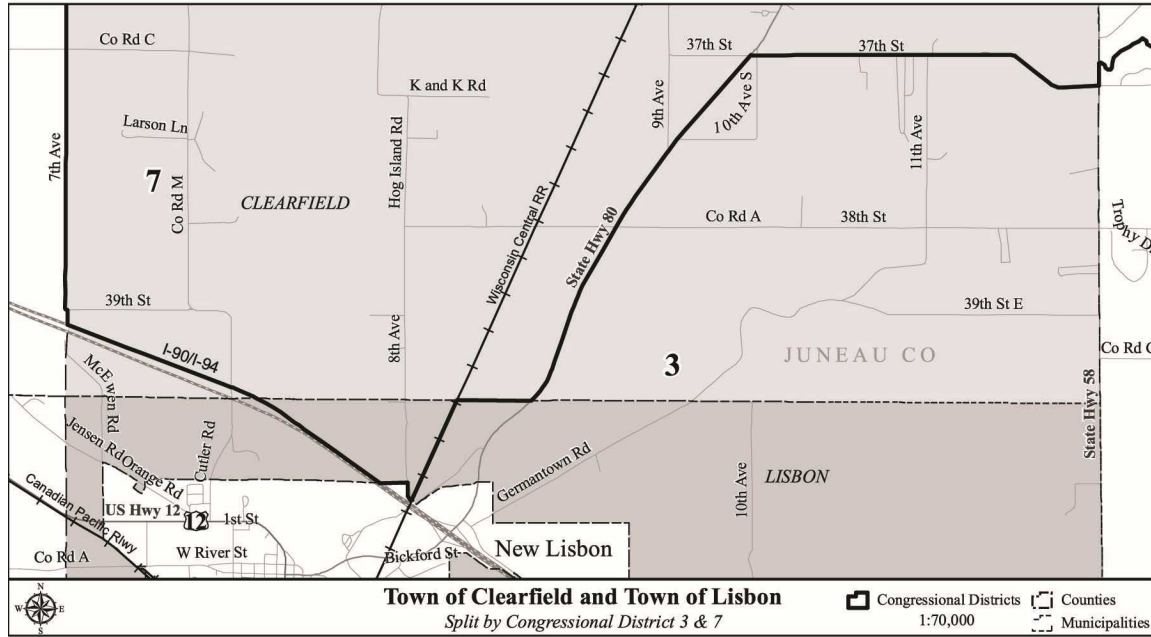 Co Rd C
37th St
37th St
K and K Rd
9th Ave
10th Ave S
Larson Ln
11th Ave
7th Ave
7
Co Rd M
CLEARFIELD
Hog Island Rd
Wisconsin Central RR
State Hwy 80
Co Rd A
38th St
39th St
39th St E
8th Ave
I-90/I-94
JUNEAU CO
3
McEwen Rd
State Hwy 58
Jensen Rd
Orange Rd
Cutler Rd
Germantown Rd
10th Ave
LISBON
Canadian Pacific Rlwy
US Hwy 12
12
1st St
Co Rd A
W River St
Bickford St
New Lisbon
N
W
E
S
Town of Clearfield and Town of Lisbon
Split by Congressional District 3 & 7
Congressional Districts
1:70,000
Counties
Municipalities